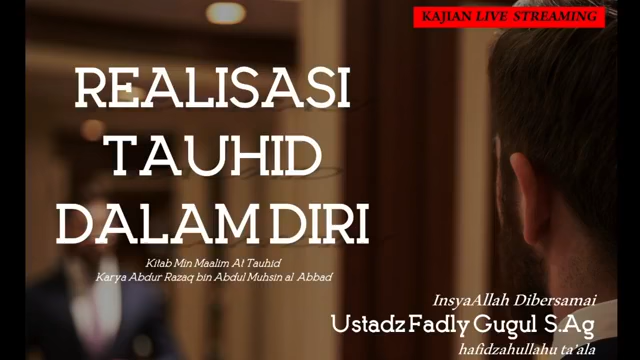 KAJIAN LIVE STREAMING
REALISASI
TAUHID
DALAM DIRI
Kitab Min Maalim At Tauhid
Karya Abdur Razaq bin Abdul Muhsin al Abbad
InsyaAllah Dibersamai
Ustadz Fadly Gugul S.Ag
hafidzahullahu ta'ala